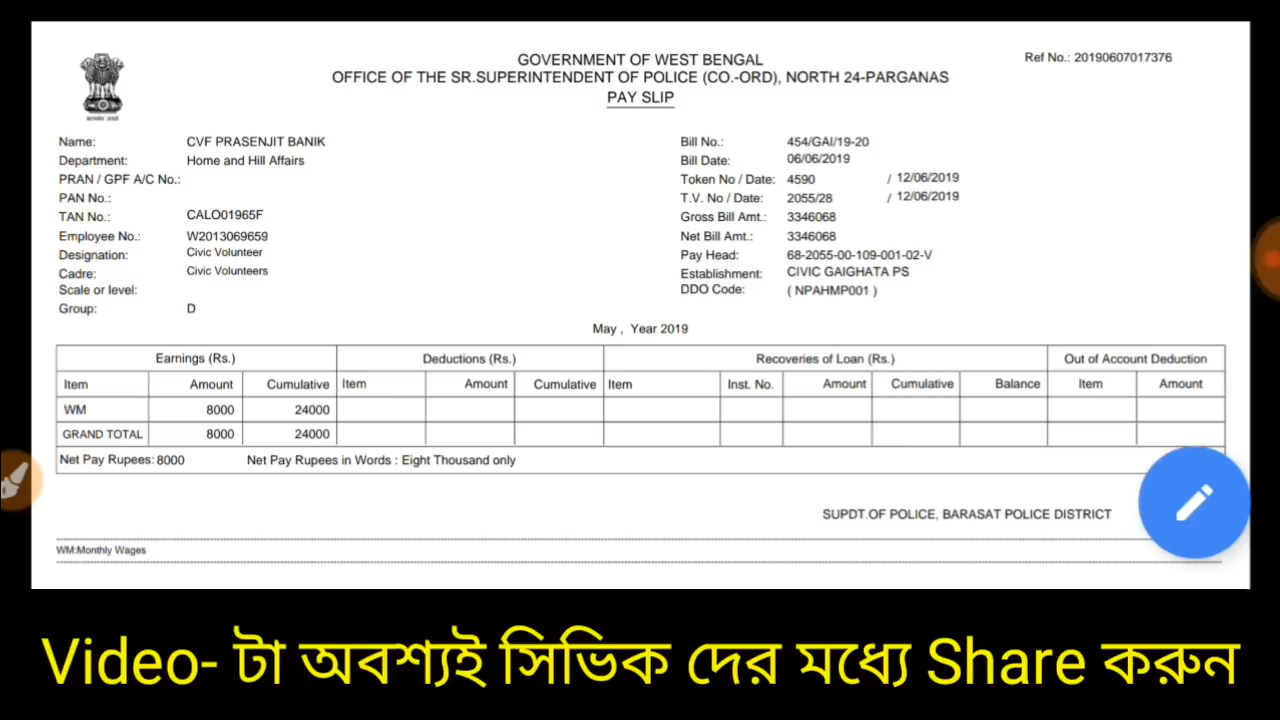 GOVERNMENT OF WEST BENGAL
OFFICE OF THE SR.SUPERINTENDENT OF POLICE (CO.-ORD), NORTH 24-PARGANAS
PAY SLIP
Ref No.: 20190607017376
Name: CVF PRASENJIT BANIK
Department: Home and Hill Affairs
PRAN / GPF A/C No.:
PAN No.:
TAN No.: CALO01965F
Employee No.: W2013069659
Designation: Civic Volunteer
Cadre: Civic Volunteers
Scale or level:
Group: D
Bill No.: 454/GAI/19-20
Bill Date: 06/06/2019
Token No / Date: 4590 / 12/06/2019
T.V. No / Date: 2055/28 / 12/06/2019
Gross Bill Amt.: 3346068
Net Bill Amt.: 3346068
Pay Head: 68-2055-00-109-001-02-V
Establishment: CIVIC GAIGHATA PS
DDO Code: ( NPAHMP001 )
May , Year 2019
Earnings (Rs.) Deductions (Rs.) Recoveries of Loan (Rs.) Out of Account Deduction
Item Amount Cumulative Item Amount Cumulative Item Inst. No. Amount Cumulative Balance Item Amount
WM 8000 24000
GRAND TOTAL 8000 24000
Net Pay Rupees: 8000 Net Pay Rupees in Words : Eight Thousand only
SUPDT.OF POLICE, BARASAT POLICE DISTRICT
WM:Monthly Wages
Video- টা অবশ্যই সিভিক দের মধ্যে Share করুন